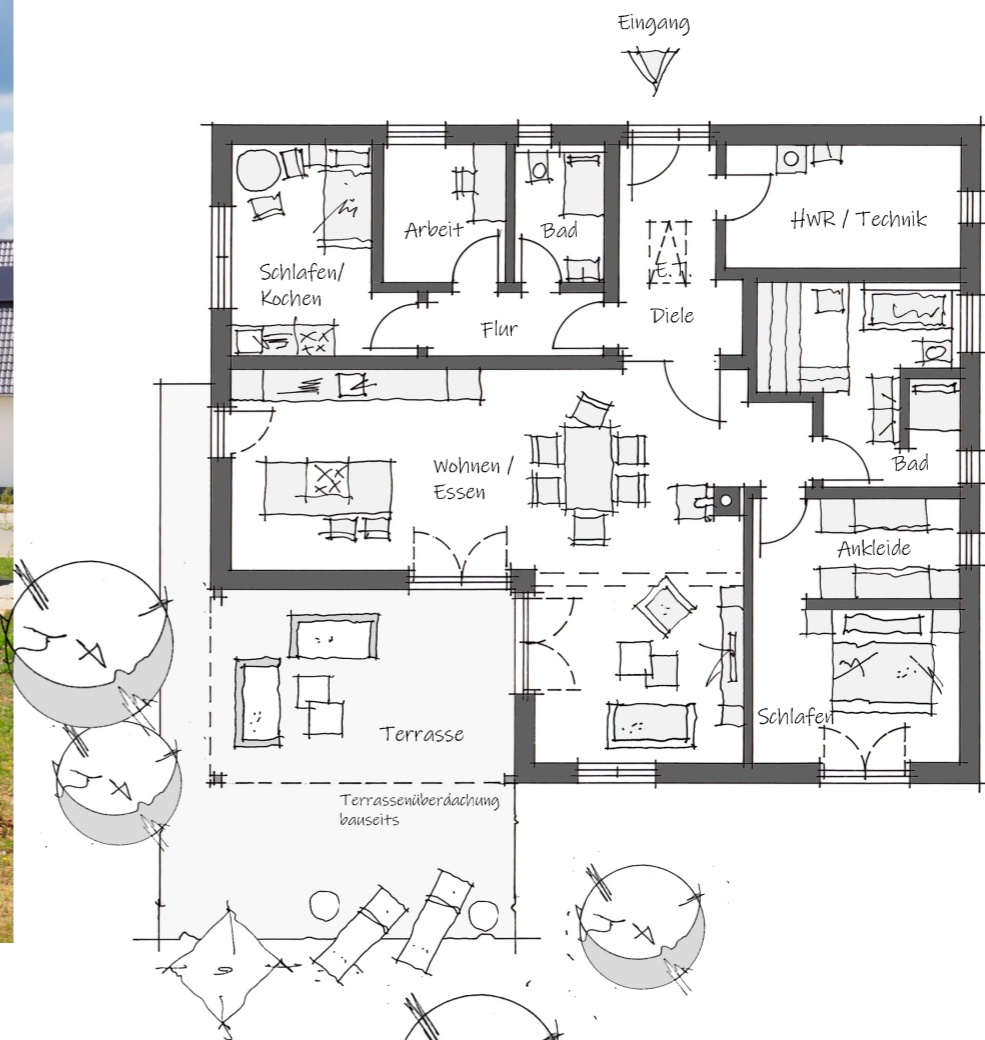 Eingang
HWR / Technik
Arbeit
Bad
E.T.
Schlafen/
Kochen
Flur
Diele
Wohnen /
Essen
Bad
Ankleide
Schlafen
Terrasse
Terrassenüberdachung
bauseits